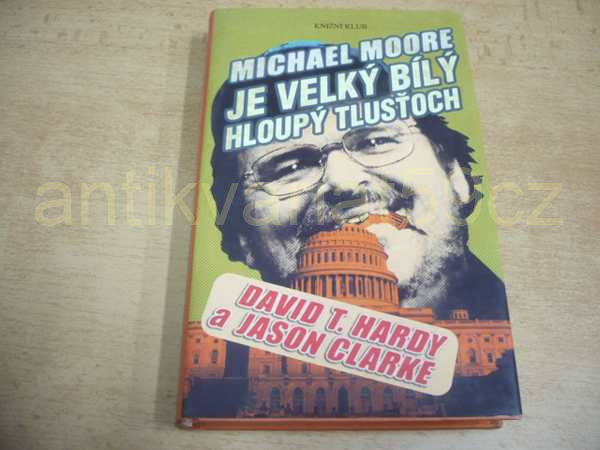 KNIŽNÍ KLUB
MICHAEL MOORE
JE VELKÝ BÍLÝ
HLOUPÝ TLUSŤOCH
DAVID T. HARDY
a JASON CLARKE